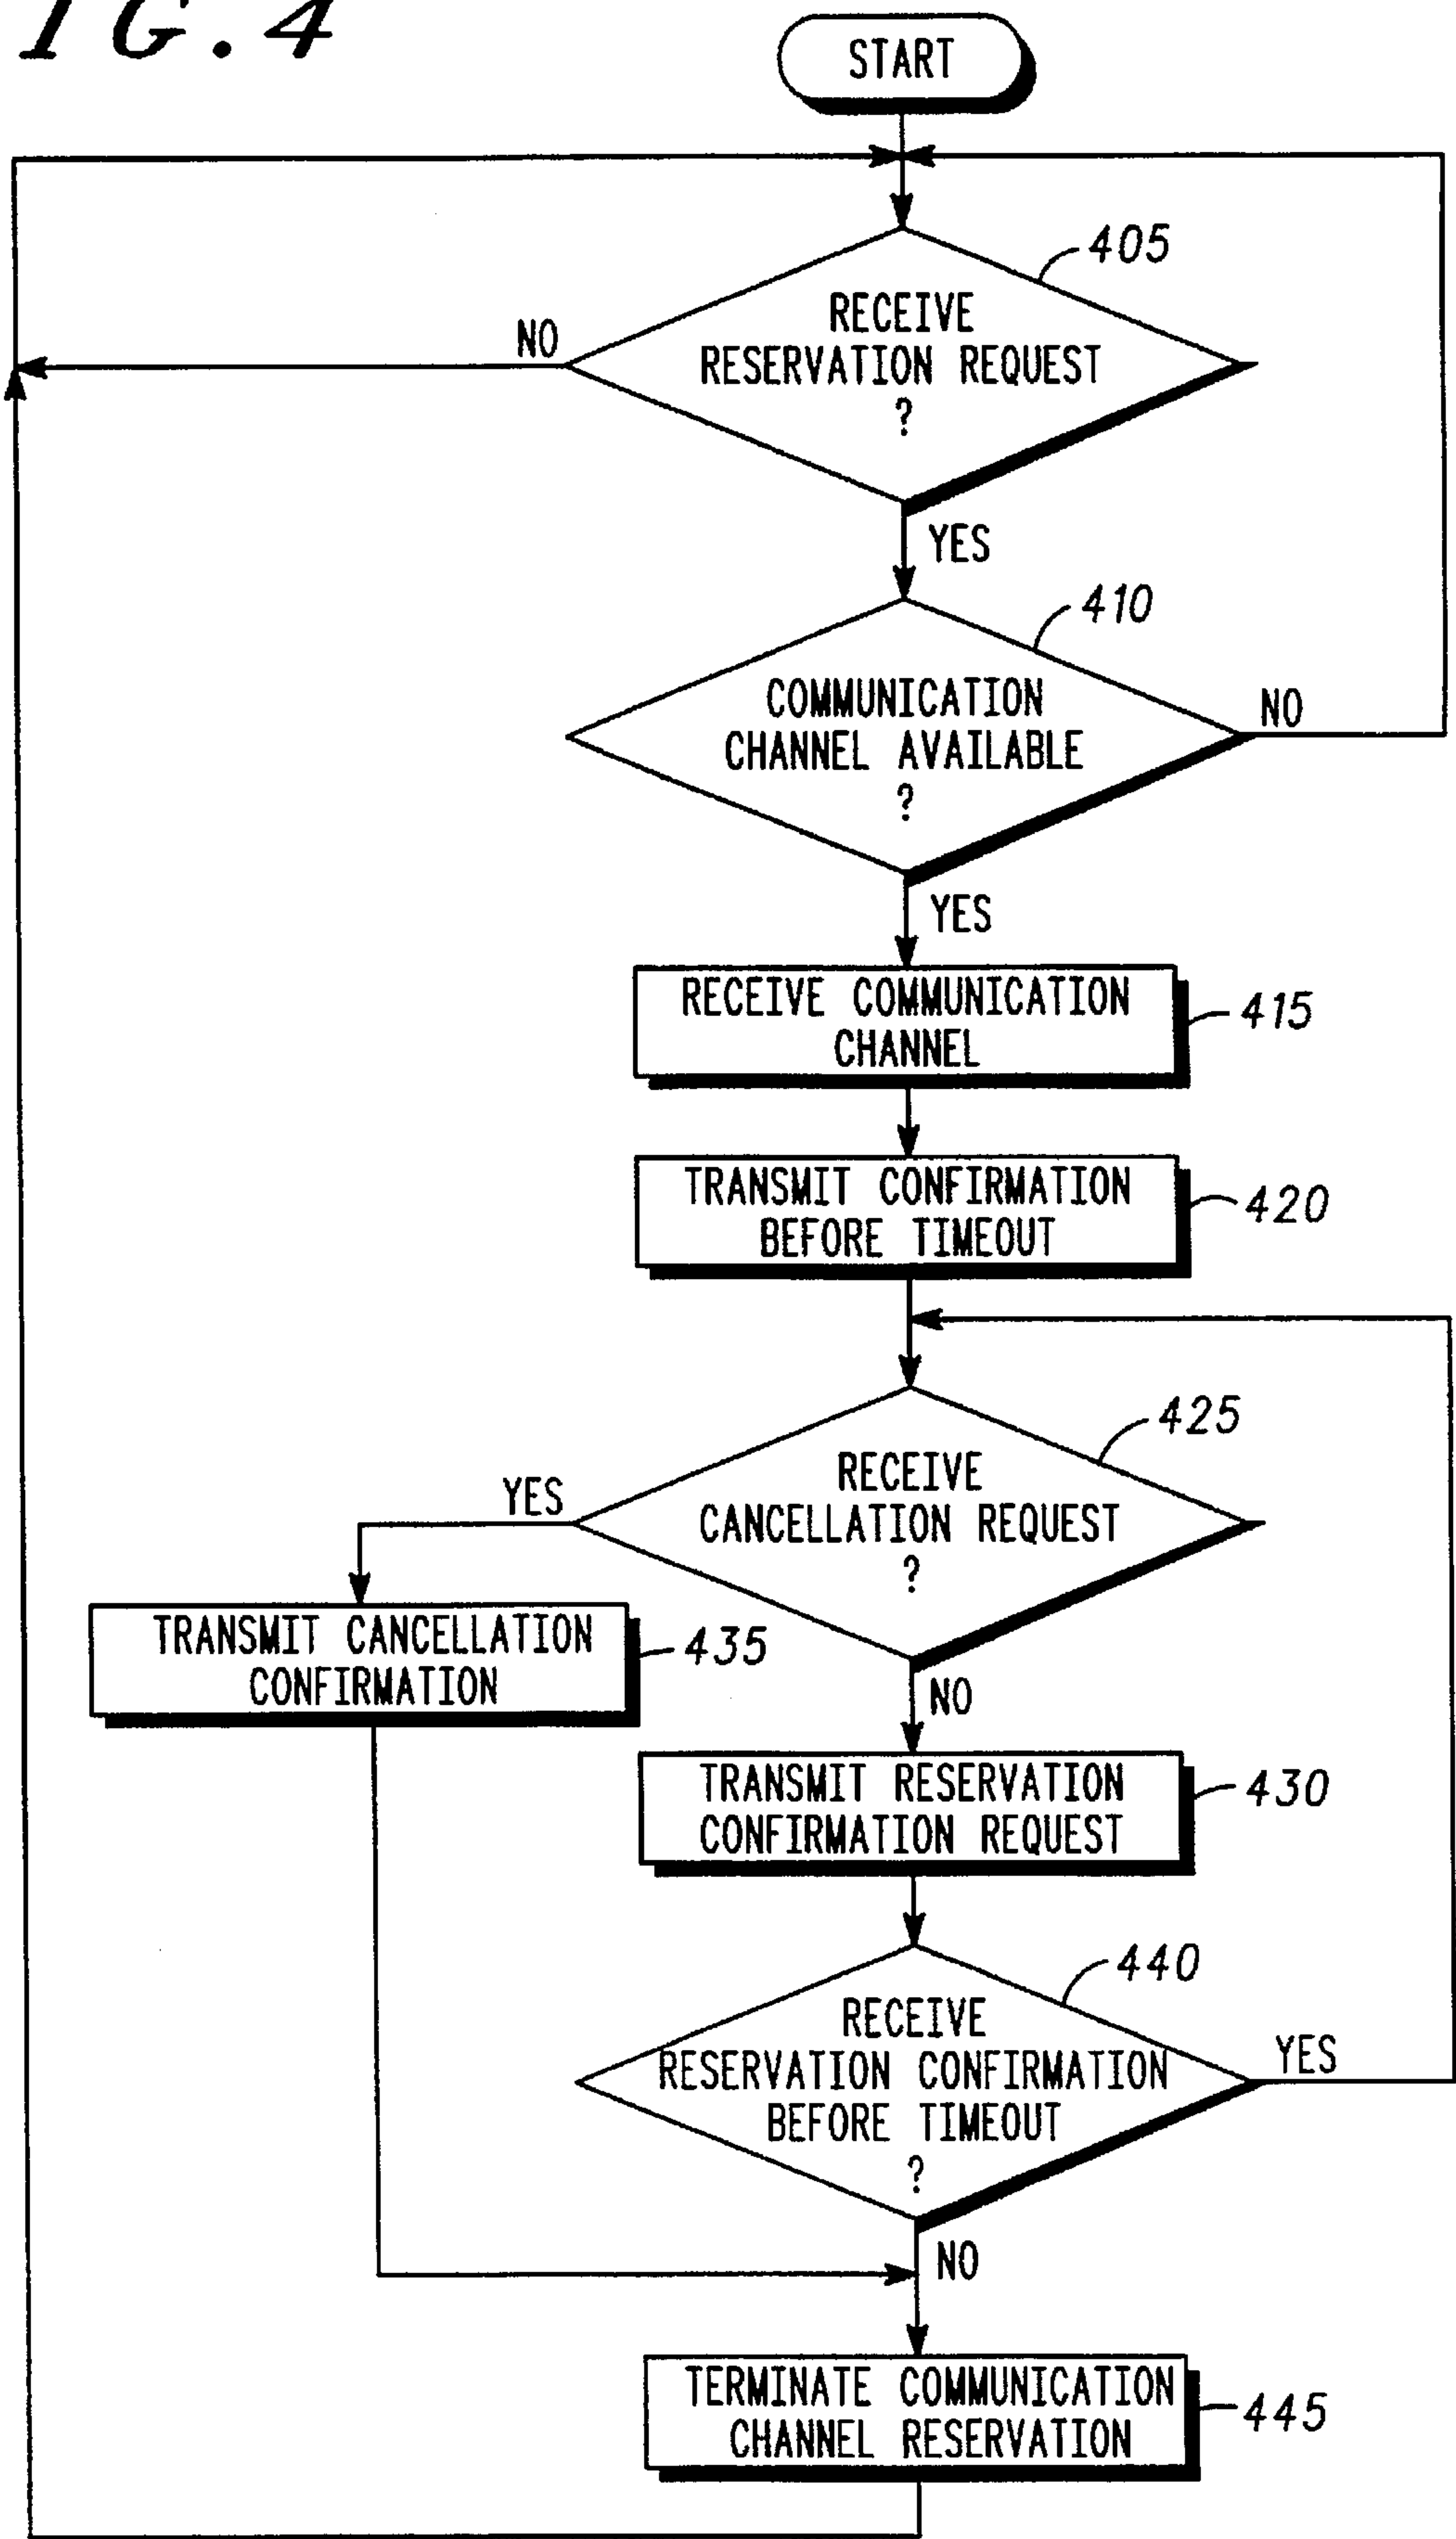 IG. 4
START
405
RECEIVE
RESERVATION REQUEST
?
NO
YES
410
COMMUNICATION
CHANNEL AVAILABLE
?
NO
YES
RECEIVE COMMUNICATION
CHANNEL
415
TRANSMIT CONFIRMATION
BEFORE TIMEOUT
420
425
RECEIVE
CANCELLATION REQUEST
?
YES
NO
TRANSMIT CANCELLATION
CONFIRMATION
435
TRANSMIT RESERVATION
CONFIRMATION REQUEST
430
440
RECEIVE
RESERVATION CONFIRMATION
BEFORE TIMEOUT
?
YES
NO
TERMINATE COMMUNICATION
CHANNEL RESERVATION
445